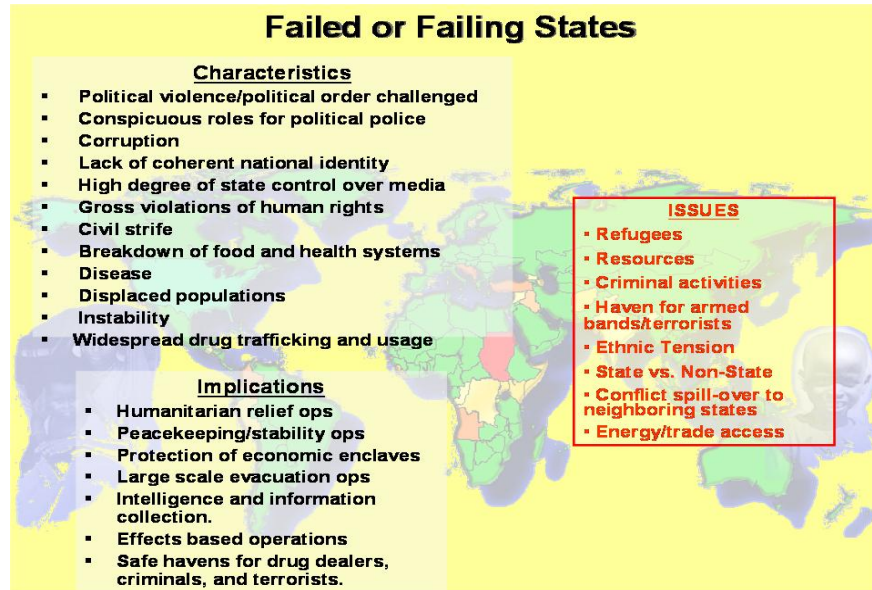 Failed or Failing States
Characteristics
▪ Political violence/political order challenged
▪ Conspicuous roles for political police
▪ Corruption
▪ Lack of coherent national identity
▪ High degree of state control over media
▪ Gross violations of human rights
▪ Civil strife
▪ Breakdown of food and health systems
▪ Disease
▪ Displaced populations
▪ Instability
▪ Widespread drug trafficking and usage
Implications
▪ Humanitarian relief ops
▪ Peacekeeping/stability ops
▪ Protection of economic enclaves
▪ Large scale evacuation ops
▪ Intelligence and information
collection.
▪ Effects based operations
▪ Safe havens for drug dealers,
criminals, and terrorists.
ISSUES
▪ Refugees
▪ Resources
▪ Criminal activities
▪ Haven for armed
bands/terrorists
▪ Ethnic Tension
▪ State vs. Non-State
▪ Conflict spill-over to
neighboring states
▪ Energy/trade access